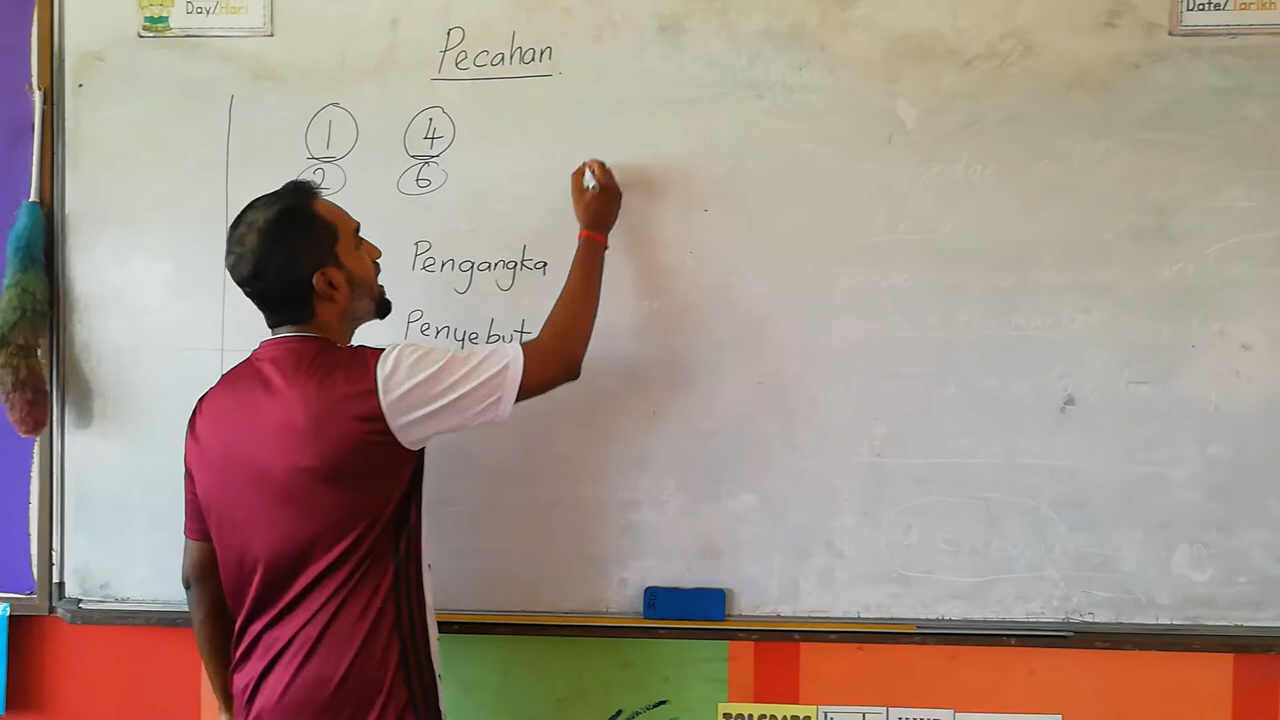 Day/Hari
Date/Tarikh
Pecahan
1 4
2 6
Pengangka
Penyebut